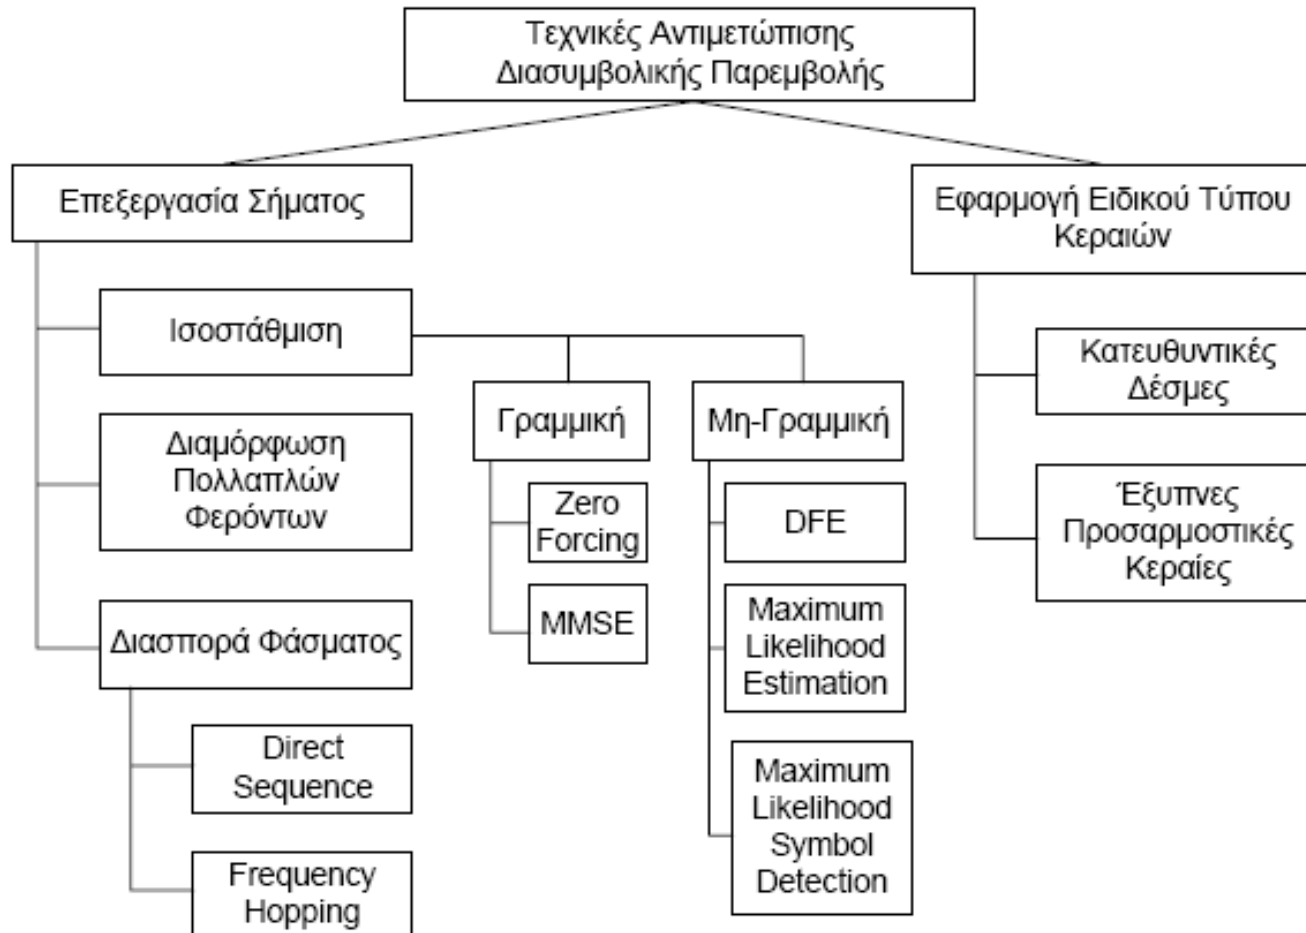 Τεχνικές Αντιμετώπισης
Διασυμβολικής Παρεμβολής
Επεξεργασία Σήματος
Εφαρμογή Ειδικού Τύπου
Κεραιών
Ισοστάθμιση
Γραμμική
Μη-Γραμμική
Κατευθυντικές
Δέσμες
Διαμόρφωση
Πολλαπλών
Φερόντων
Zero
Forcing
DFE
Έξυπνες
Προσαρμοστικές
Κεραίες
MMSE
Maximum
Likelihood
Estimation
Διασπορά Φάσματος
Direct
Sequence
Maximum
Likelihood
Symbol
Detection
Frequency
Hopping